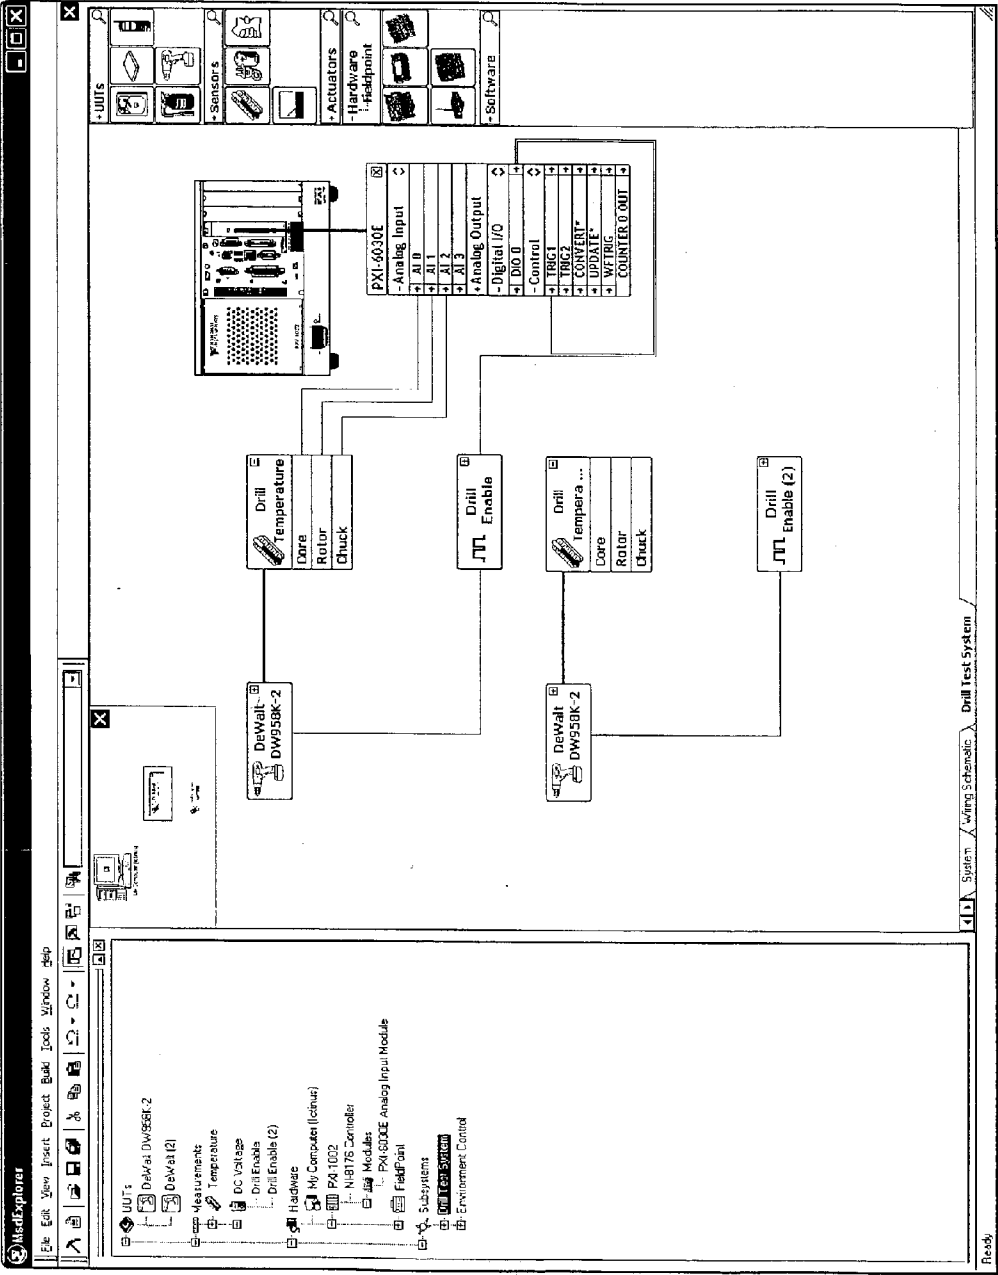 MsdExplorer
File Edit View Insert Project Build Tools Window Help
UUTs
DeWalt DW958K-2
DeWalt (2)
Measurements
Temperature
DC Voltage
Drill Enable
Drill Enable (2)
Hardware
My Computer (Ictinus)
PXI-1002
NI-8176 Controller
Modules
PXI-6030E Analog Input Module
FieldPoint
Subsystems
Drill Test System
Environment Control
DeWalt
DW958K-2
Drill
Temperature
Core
Rotor
Chuck
Drill
Enable
DeWalt
DW958K-2
Drill
Tempera ...
Core
Rotor
Chuck
Drill
Enable (2)
PXI-6030E
- Analog Input
AI 0
AI 1
AI 2
AI 3
+ Analog Output
- Digital I/O
DIO 0
- Control
TRIG1
TRIG2
CONVERT*
UPDATE*
WFTRIG
COUNTER 0 OUT
+ UUTs
+ Sensors
+ Actuators
- Hardware
Fieldpoint
+ Software
System
Wiring Schematic
Drill Test System
Ready